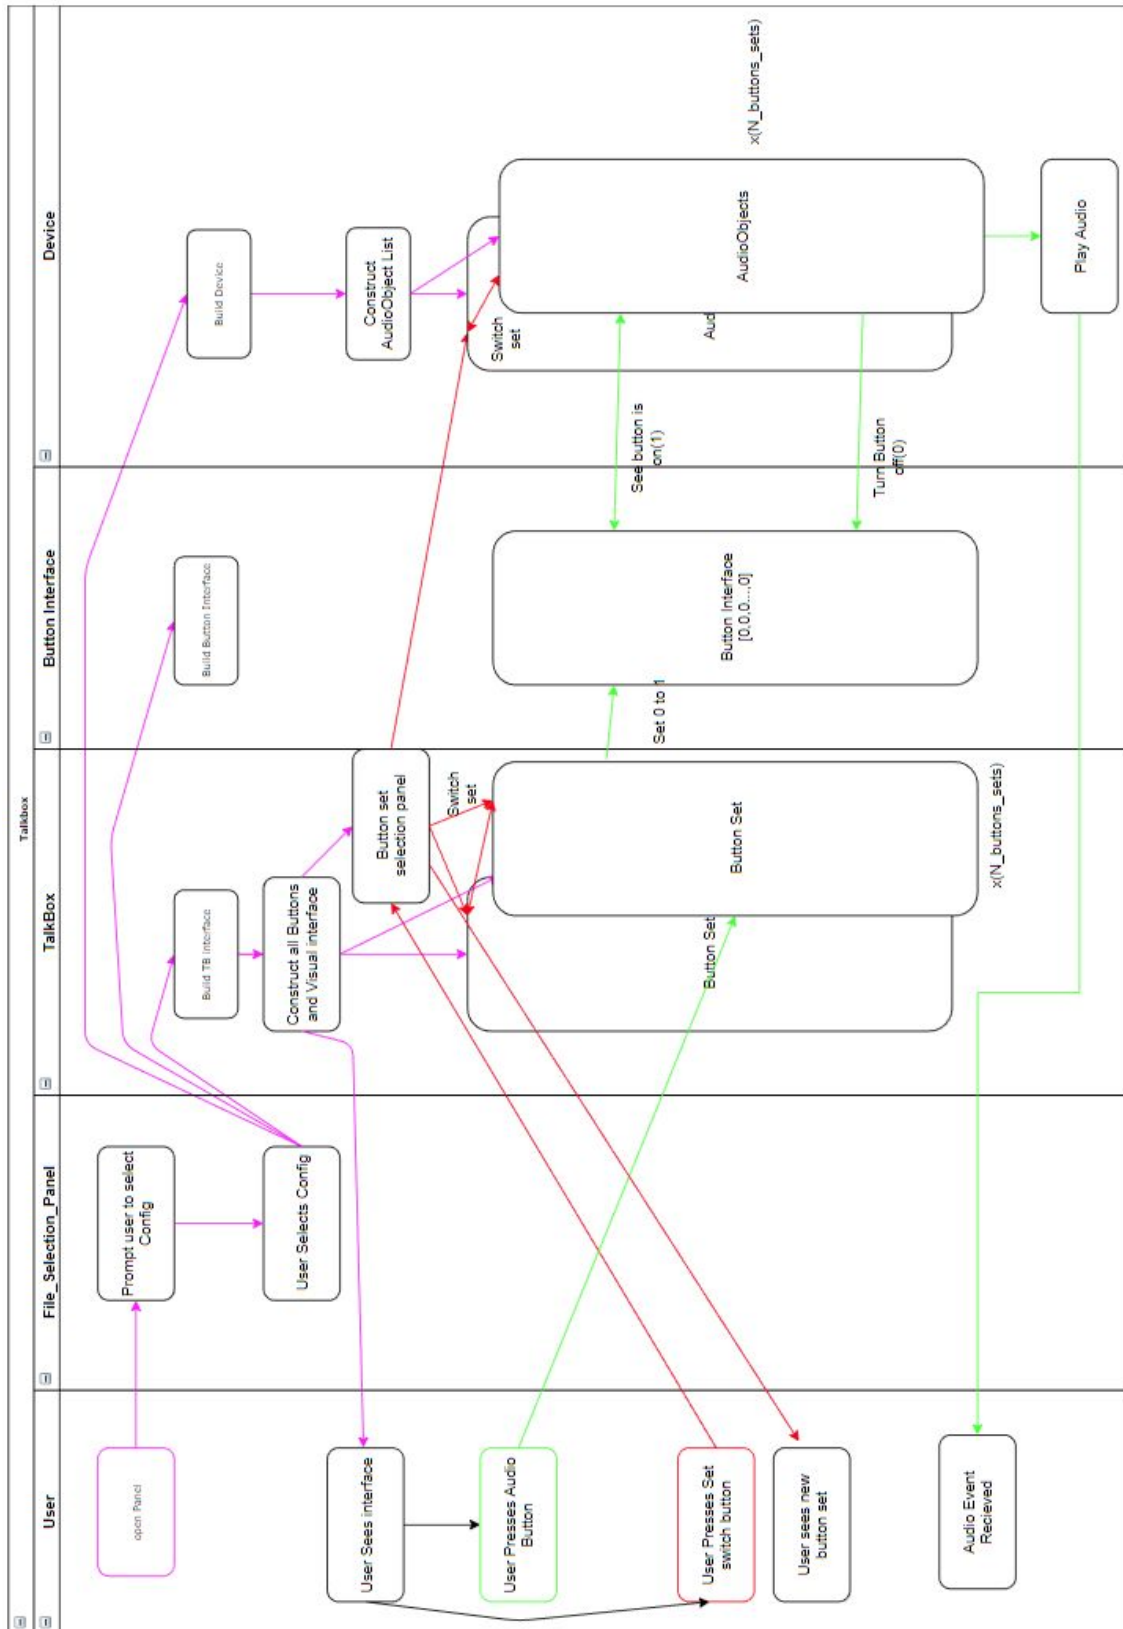 Talkbox
User
File_Selection_Panel
TalkBox
Button Interface
Device
open Panel
Prompt user to select
Config
User Selects Config
Build TB interface
Build Button Interface
Build Device
Construct all Buttons
and Visual interface
Construct
AudioObject List
Button set
selection panel
User Sees interface
Switch
set
Switch
set
Button Set
Button Set
x(N_buttons_sets)
Set 0 to 1
Button Interface
[0,0,0...,0]
See button is
on(1)
Turn Button
off(0)
Aud
AudioObjects
x(N_buttons_sets)
User Presses Audio
Button
User Presses Set
switch button
User sees new
button set
Audio Event
Recieved
Play Audio